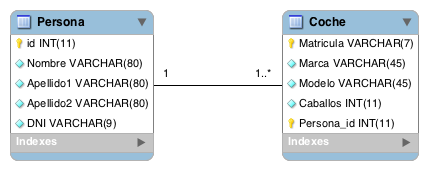 Persona
id INT(11)
Nombre VARCHAR(80)
Apellido1 VARCHAR(80)
Apellido2 VARCHAR(80)
DNI VARCHAR(9)
Indexes
1
1..*
Coche
Matricula VARCHAR(7)
Marca VARCHAR(45)
Modelo VARCHAR(45)
Caballos INT(11)
Persona_id INT(11)
Indexes